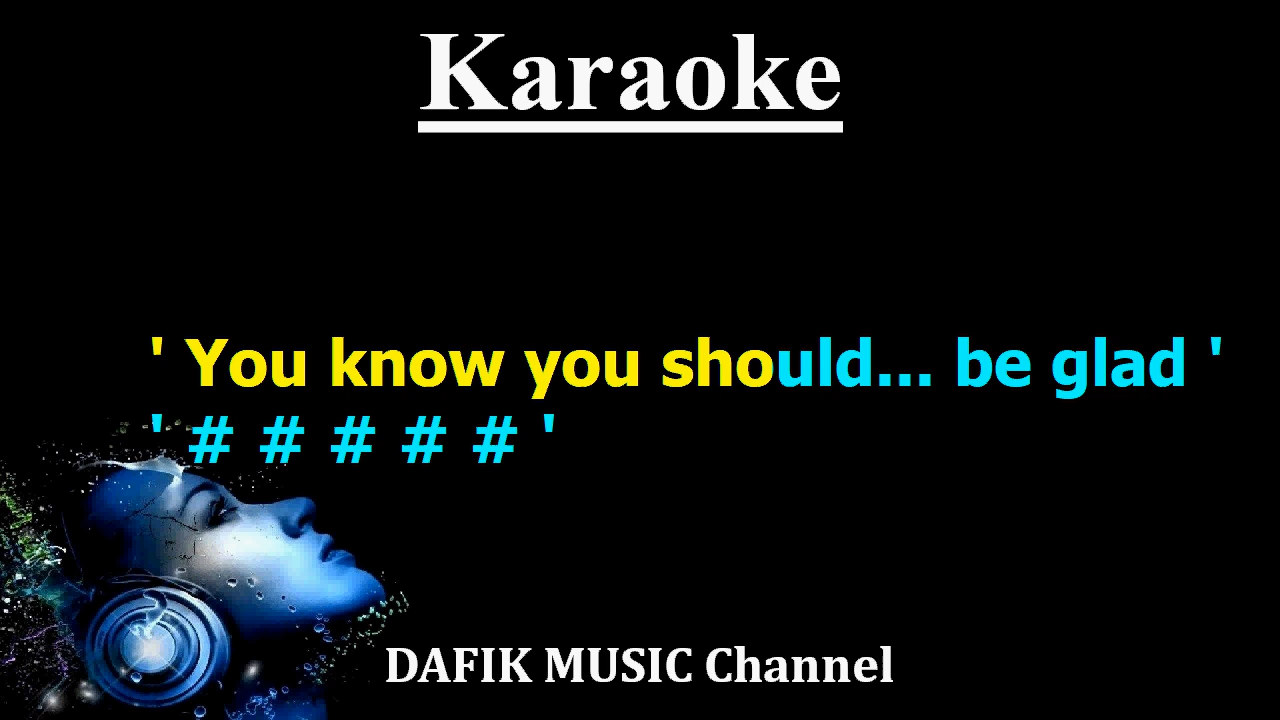 Karaoke
' You know you should... be glad '
' # # # # # '
DAFIK MUSIC Channel